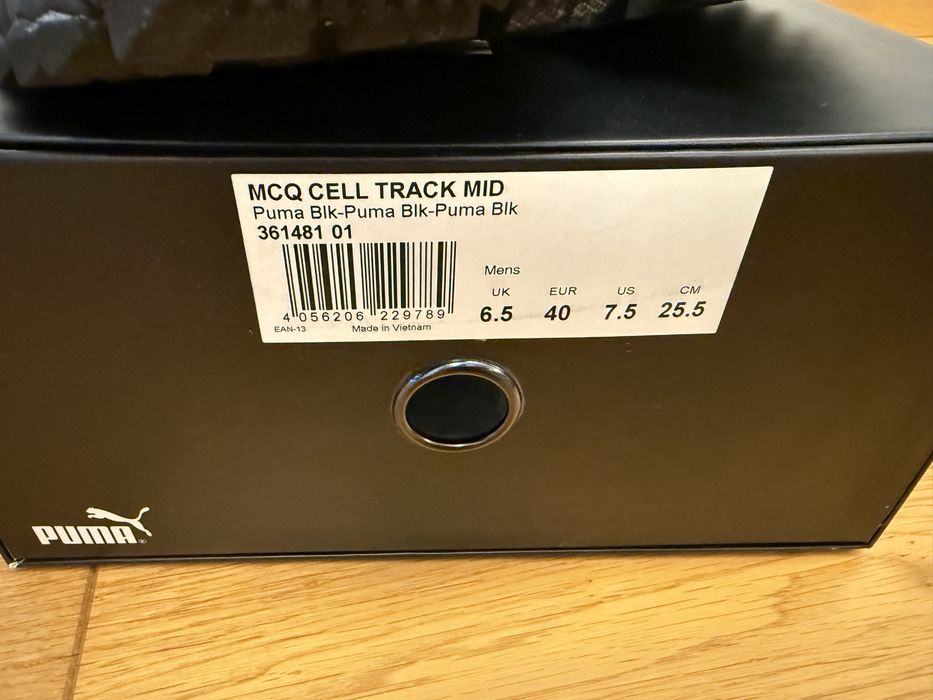 MCQ CELL TRACK MID
Puma Blk-Puma Blk-Puma Blk
361481 01
Mens
UK EUR US CM
6.5 40 7.5 25.5
4 056206 229789
EAN-13 Made in Vietnam
PUMA®